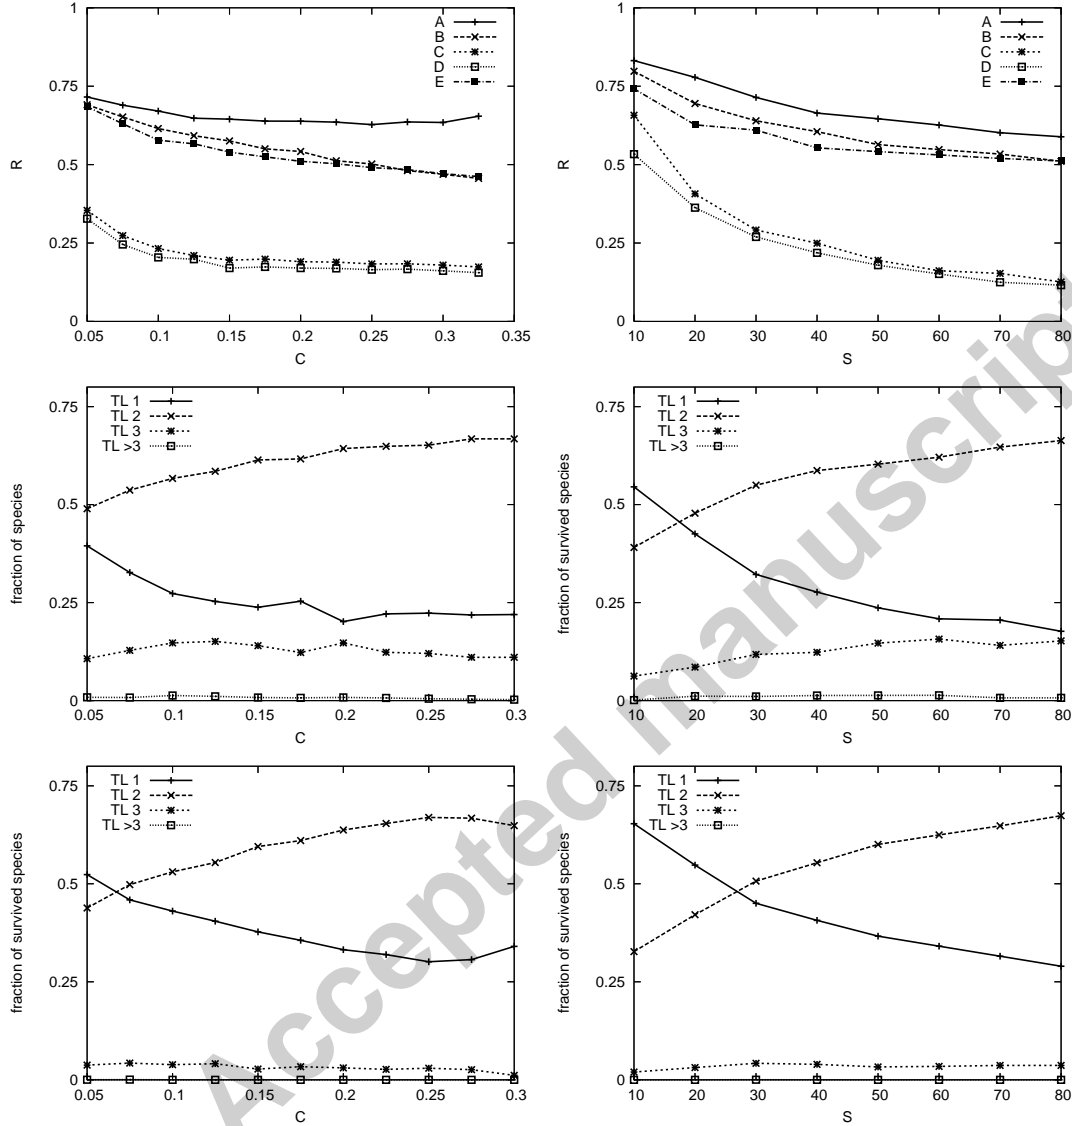 1
0.75
0.5
0.25
0
R
0.05
0.1
0.15
0.2
0.25
0.3
0.35
C
A
B
C
D
E
1
0.75
0.5
0.25
0
R
10
20
30
40
50
60
70
80
S
A
B
C
D
E
0.75
0.5
0.25
0
fraction of species
0.05
0.1
0.15
0.2
0.25
0.3
C
TL 1
TL 2
TL 3
TL >3
0.75
0.5
0.25
0
fraction of survived species
10
20
30
40
50
60
70
80
S
TL 1
TL 2
TL 3
TL >3
0.75
0.5
0.25
0
fraction of survived species
0.05
0.1
0.15
0.2
0.25
0.3
C
TL 1
TL 2
TL 3
TL >3
0.75
0.5
0.25
0
fraction of survived species
10
20
30
40
50
60
70
80
S
TL 1
TL 2
TL 3
TL >3
Accepted manuscript